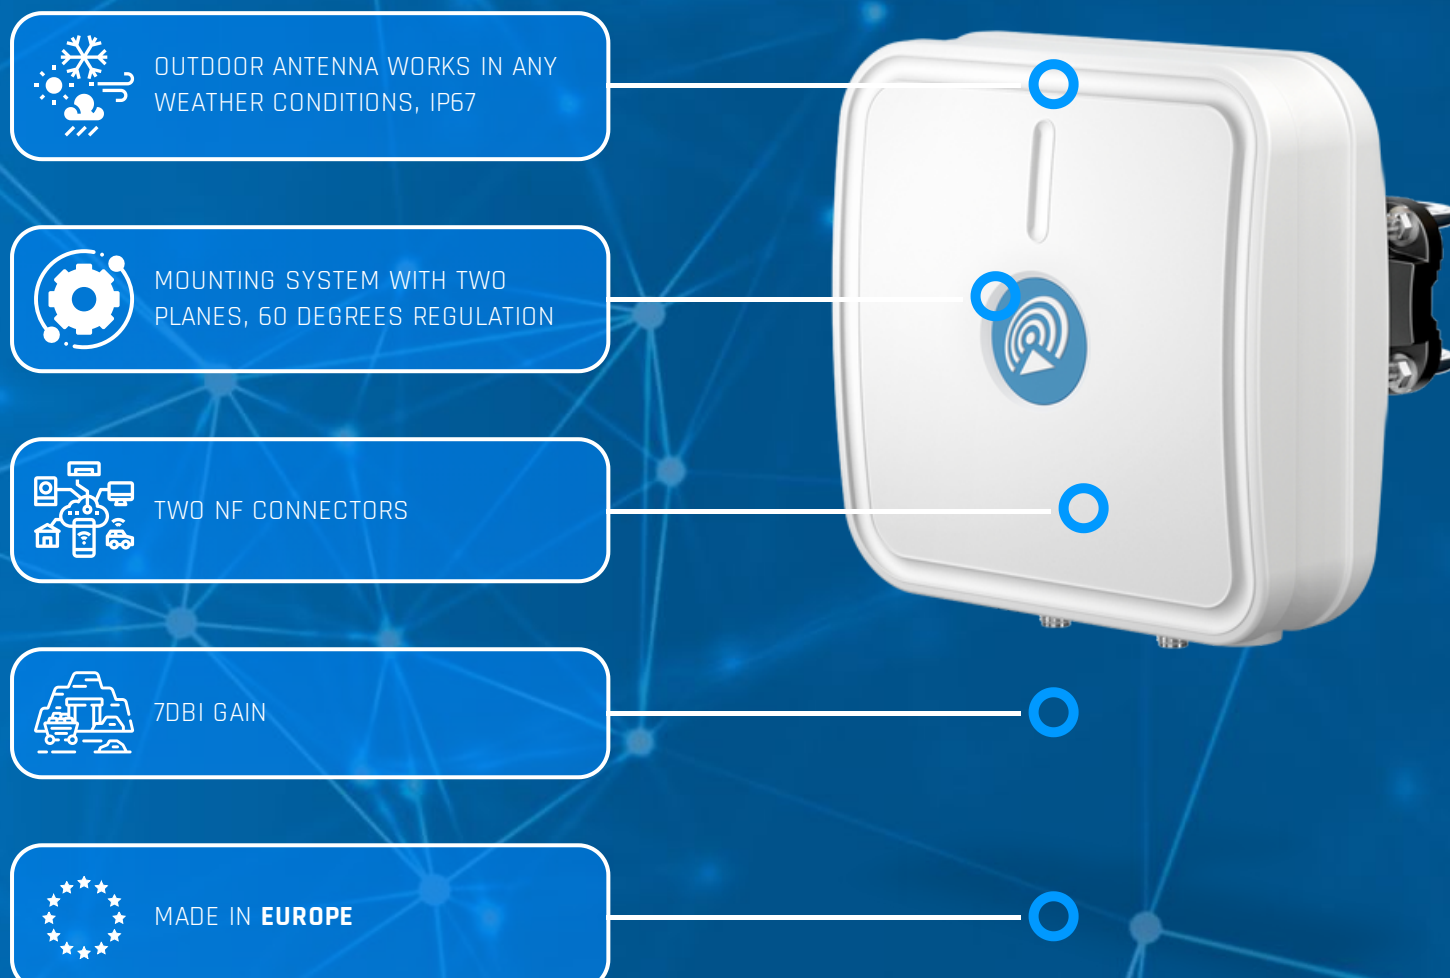 OUTDOOR ANTENNA WORKS IN ANY
WEATHER CONDITIONS, IP67
MOUNTING SYSTEM WITH TWO
PLANES, 60 DEGREES REGULATION
TWO NF CONNECTORS
7DBI GAIN
MADE IN EUROPE